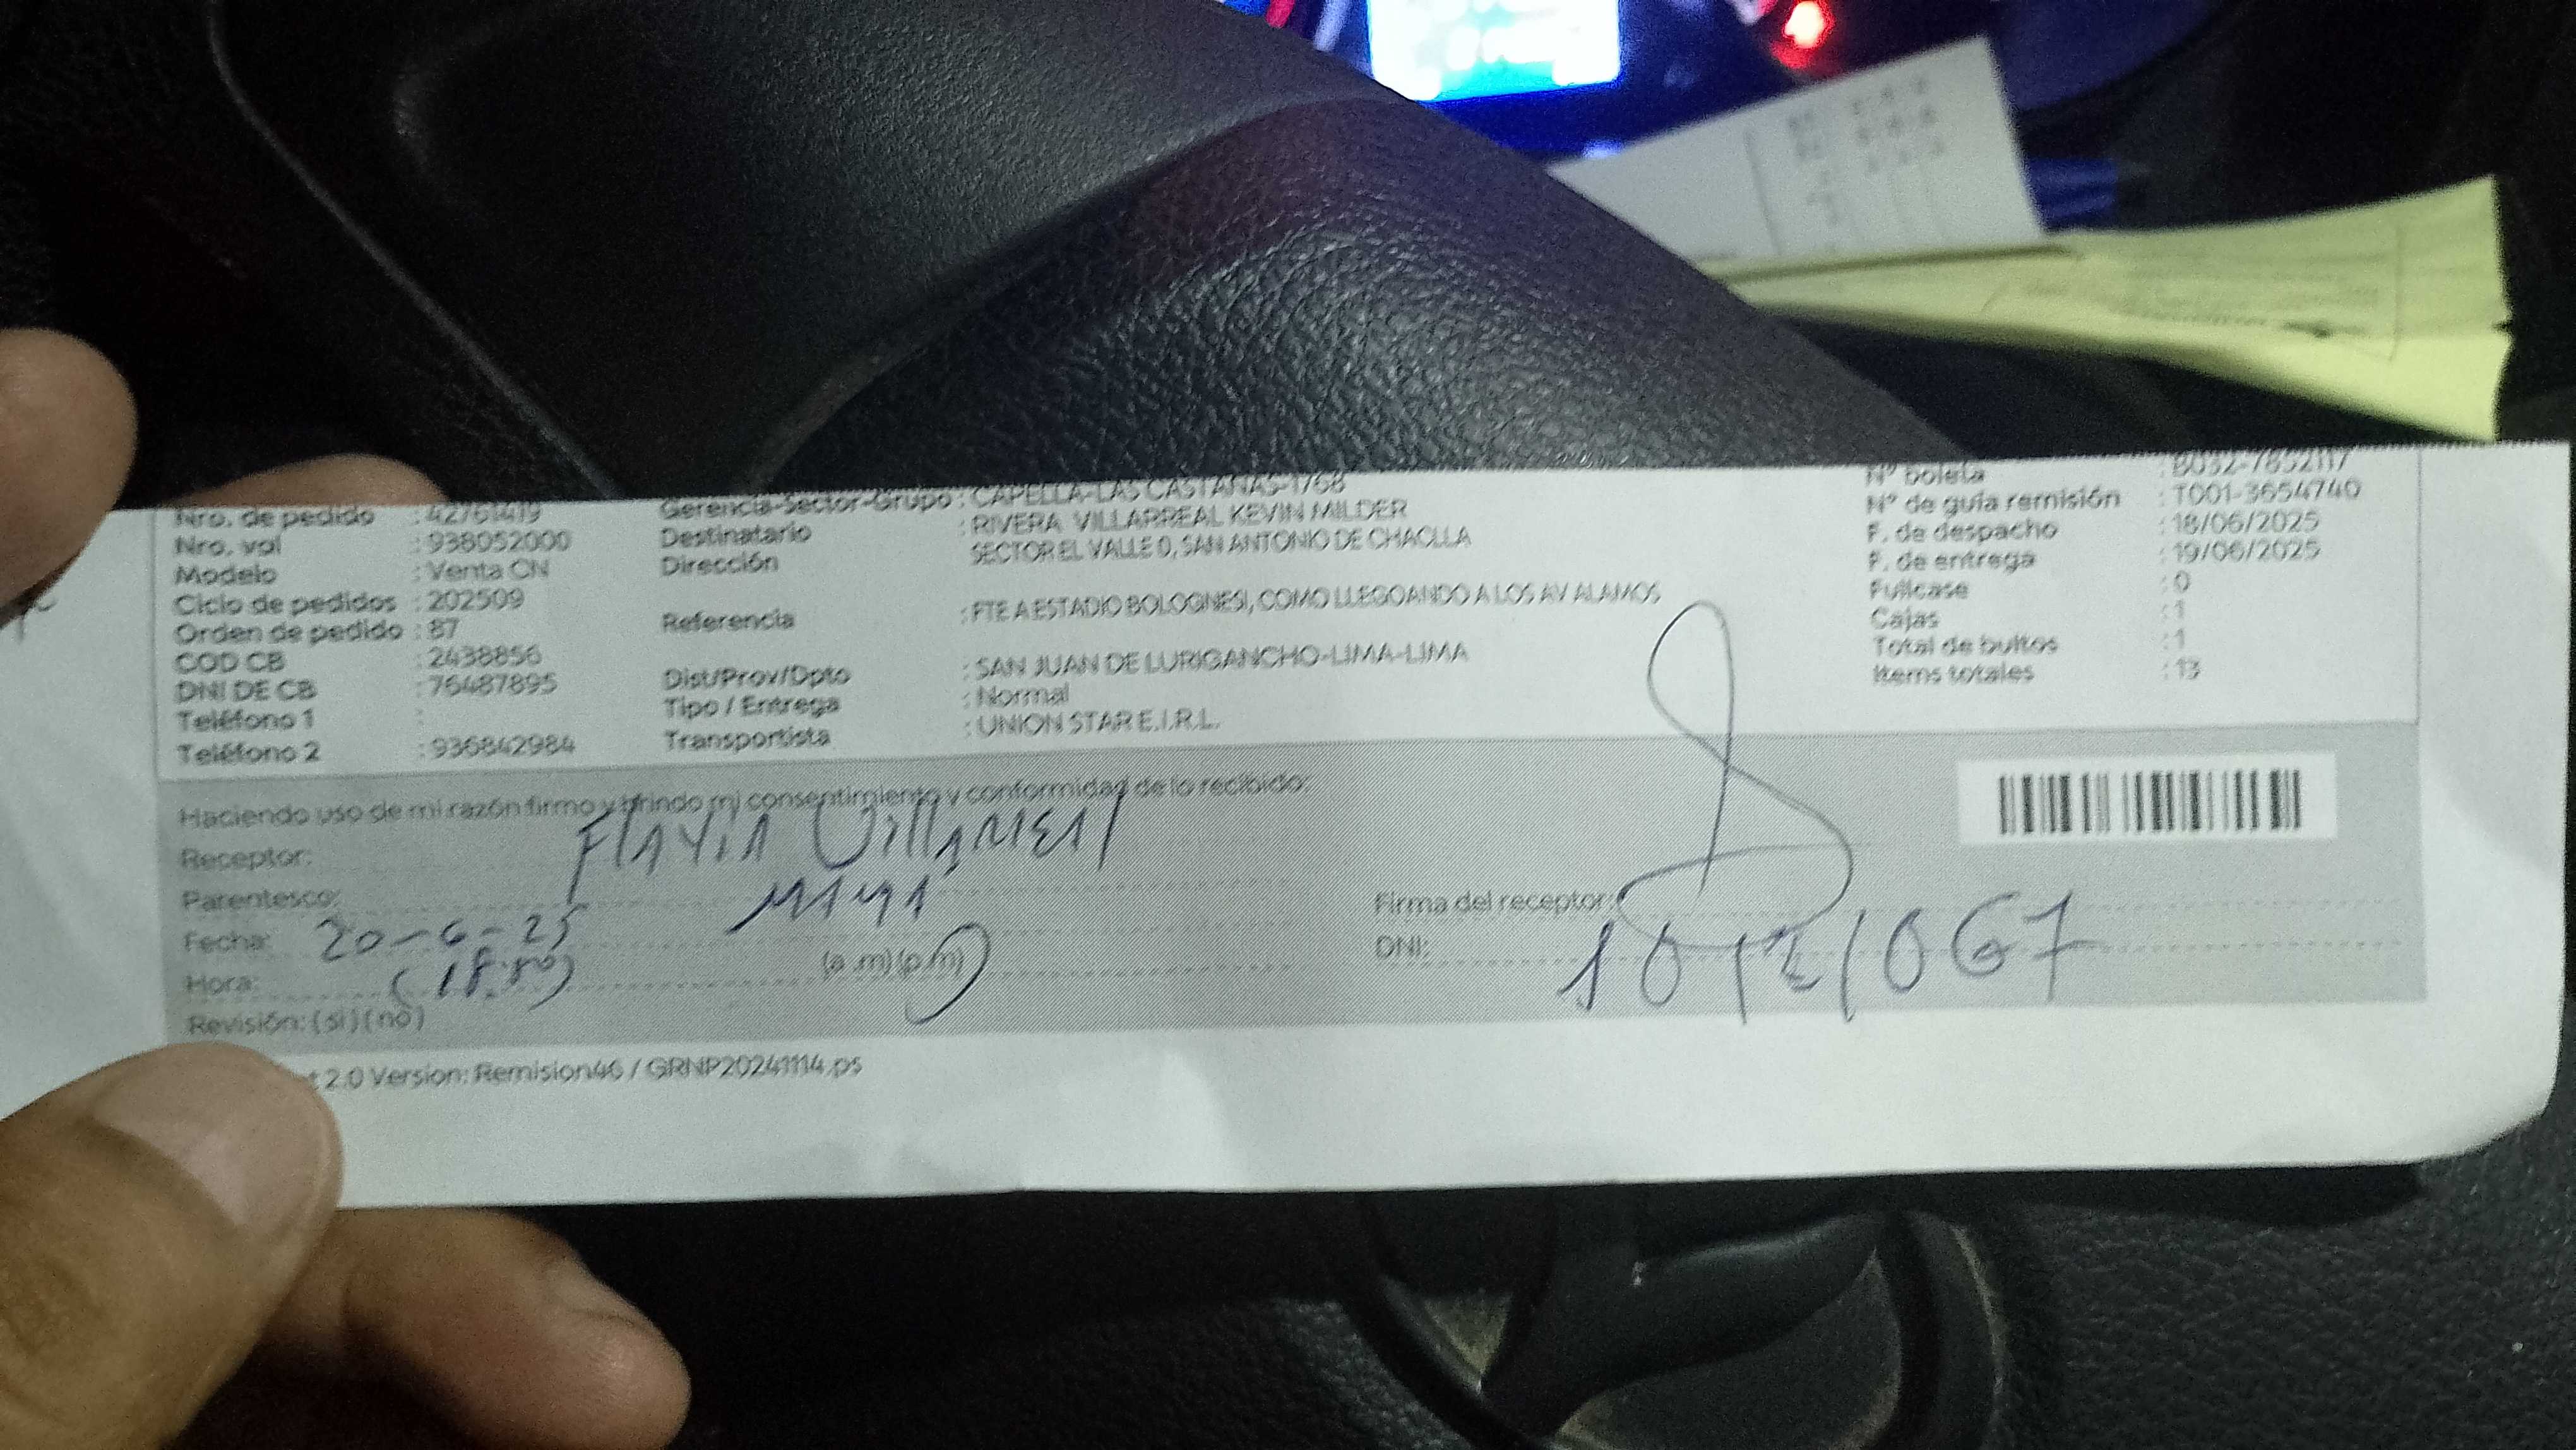 Nro. de pedido : 42761419
Nro. vol : 938052000
Modelo : Venta CN
Ciclo de pedidos : 202509
Orden de pedido : 87
COD CB : 2438856
DNI DE CB : 76487895
Teléfono 1 :
Teléfono 2 : 936842984
Gerencia-Sector-Grupo : CAPELLA-LAS CASTAÑAS-1768
Destinatario : RIVERA VILLARREAL KEVIN MILDER
Dirección SECTOR EL VALLE 0, SAN ANTONIO DE CHACLLA
Referencia : FTE A ESTADIO BOLOGNESI, COMO LLEGOANDO A LOS AV ALAMOS
Dist/Prov/Dpto : SAN JUAN DE LURIGANCHO-LIMA-LIMA
Tipo / Entrega : Normal
Transportista : UNION STAR E.I.R.L.
Nº boleta : B032-7852117
Nº de guía remisión : T001-3654740
F. de despacho : 18/06/2025
F. de entrega : 19/06/2025
Fullcase : 0
Cajas : 1
Total de bultos : 1
Items totales : 13
Haciendo uso de mi razón firmo y brindo mi consentimiento y conformidad de lo recibido:
Receptor: FlAViA VillARREAl
Parentesco: MAMA
Fecha: 20-6-25
Hora: (a.m)(p.m)
Revisión: (si)(no)
Firma del receptor:
DNI:
2.0 Version: Remision46 / GRNP20241114.ps